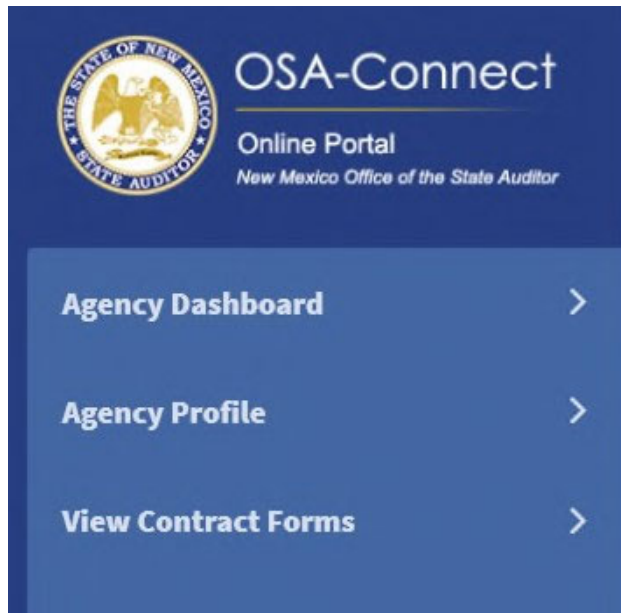 THE STATE OF NEW MEXICO
STATE AUDITOR
OSA-Connect
Online Portal
New Mexico Office of the State Auditor
Agency Dashboard
Agency Profile
View Contract Forms